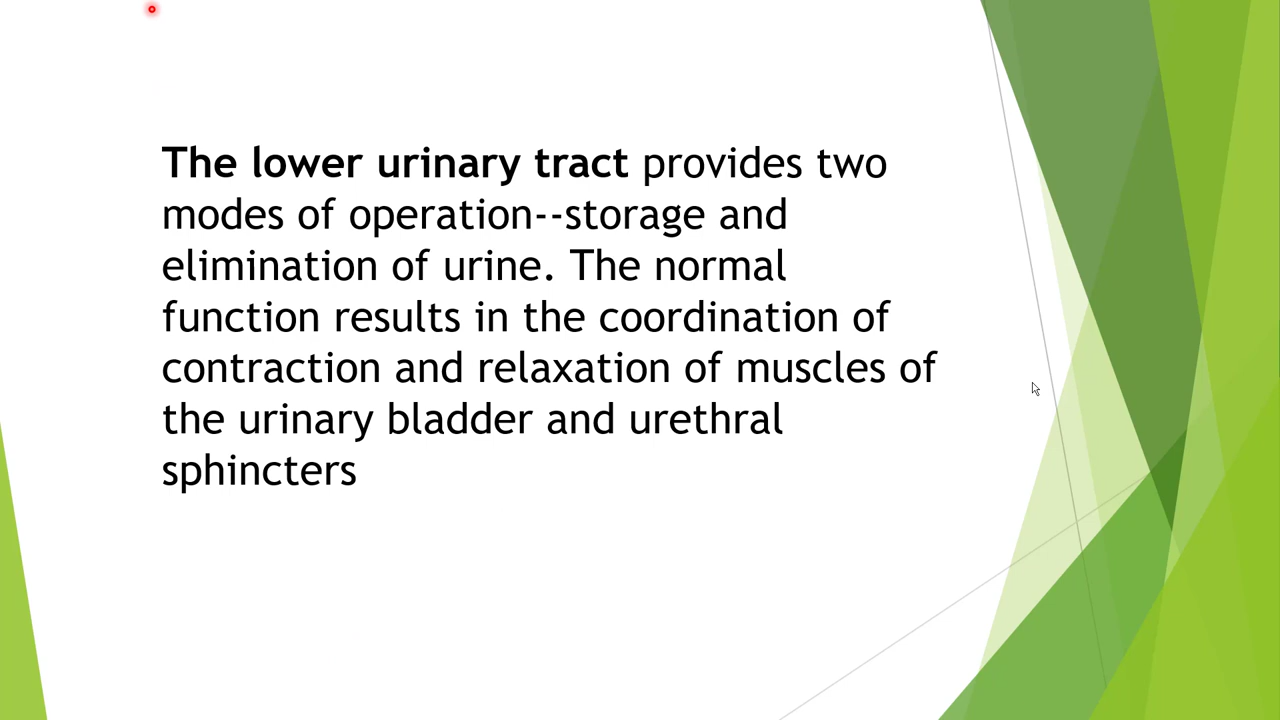 The lower urinary tract provides two
modes of operation--storage and
elimination of urine. The normal
function results in the coordination of
contraction and relaxation of muscles of
the urinary bladder and urethral
sphincters